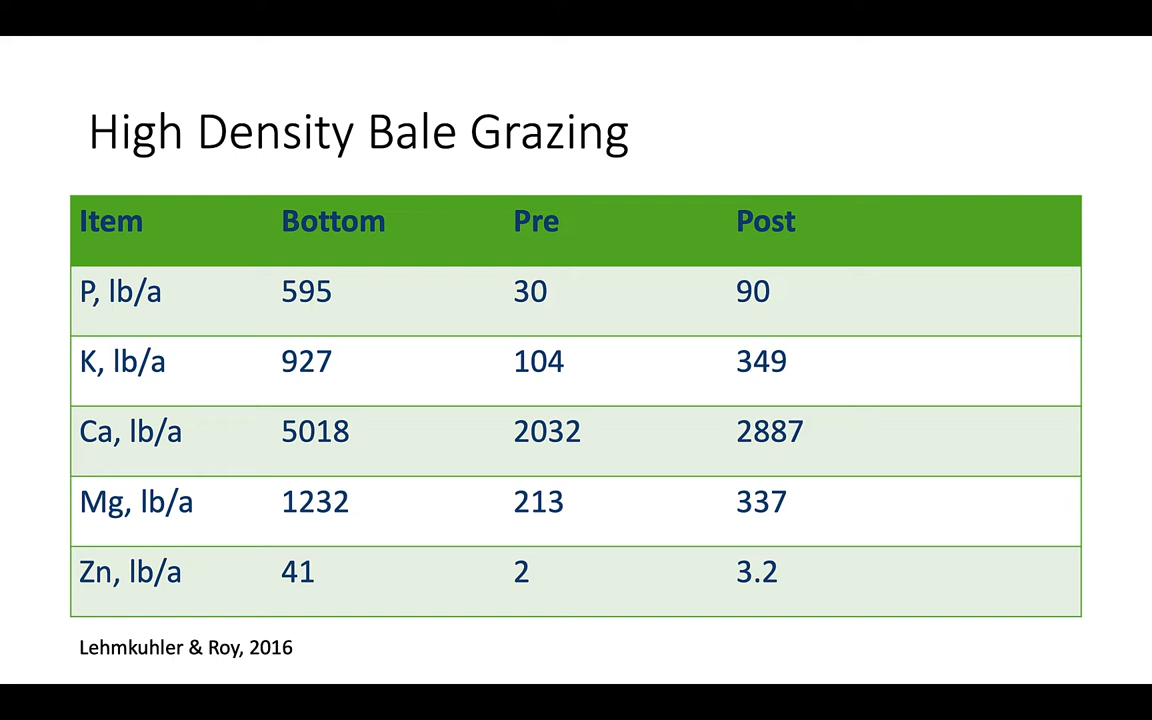 High Density Bale Grazing
Item Bottom Pre Post
P, lb/a 595 30 90
K, lb/a 927 104 349
Ca, lb/a 5018 2032 2887
Mg, lb/a 1232 213 337
Zn, lb/a 41 2 3.2
Lehmkuhler & Roy, 2016